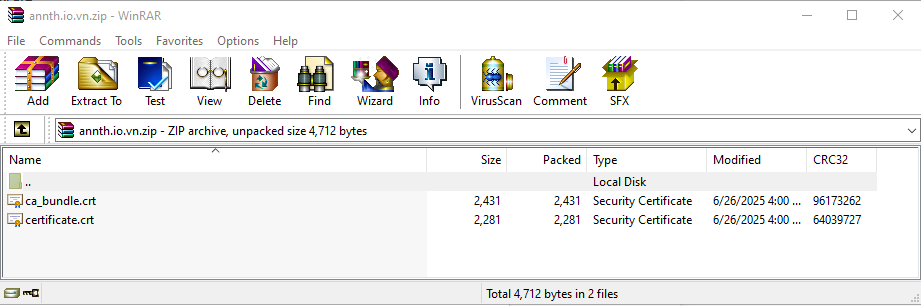 annth.io.vn.zip - WinRAR
File Commands Tools Favorites Options Help
Add Extract To Test View Delete Find Wizard Info VirusScan Comment SFX
annth.io.vn.zip - ZIP archive, unpacked size 4,712 bytes
Name Size Packed Type Modified CRC32
.. Local Disk
ca_bundle.crt 2,431 2,431 Security Certificate 6/26/2025 4:00 ... 96173262
certificate.crt 2,281 2,281 Security Certificate 6/26/2025 4:00 ... 64039727
Total 4,712 bytes in 2 files